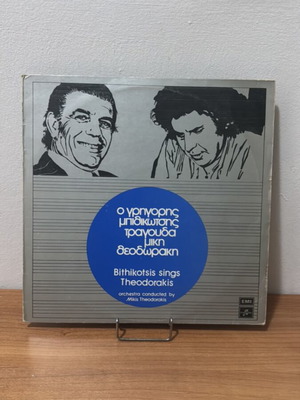 ο γρηγορης
μπιθικωτσης
τραγουδα
μικη
θεοδωρακη
Bithikotsis sings
Theodorakis
orchestra conducted by
Mikis Theodorakis
EMI